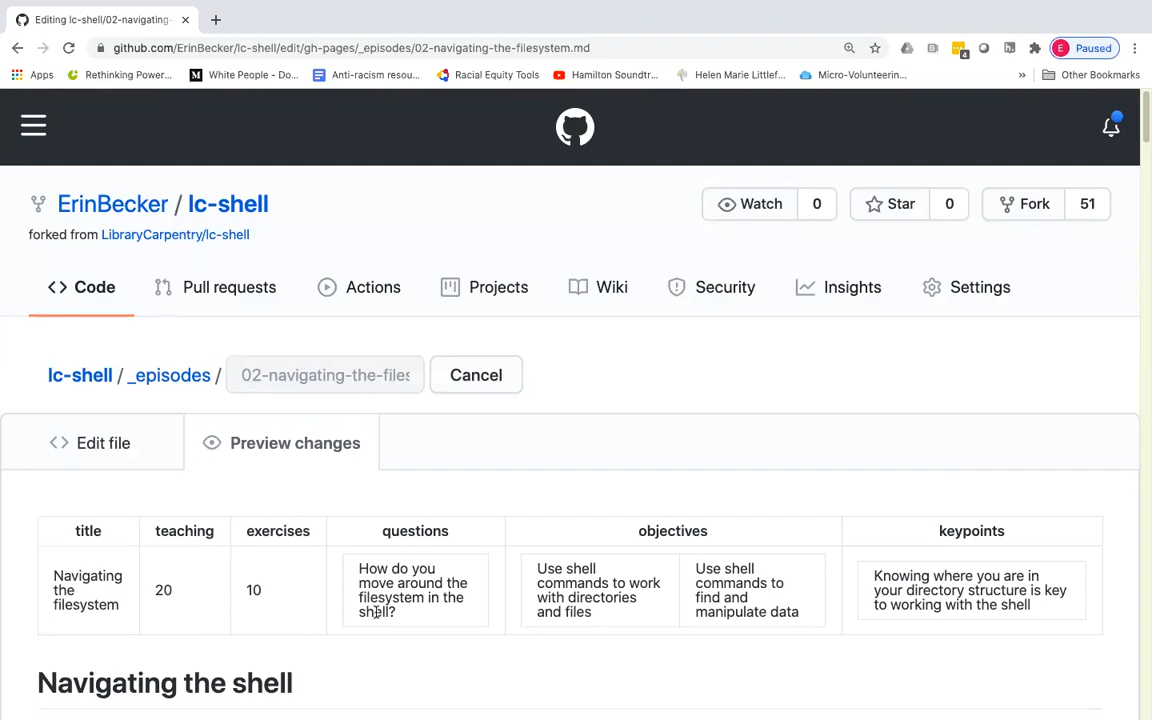 Editing lc-shell/02-navigating-
github.com/ErinBecker/lc-shell/edit/gh-pages/_episodes/02-navigating-the-filesystem.md
4
E Paused
Apps Rethinking Power... White People - Do... Anti-racism resou... Racial Equity Tools Hamilton Soundtr... Helen Marie Littlef... Micro-Volunteerin... » Other Bookmarks
ErinBecker / lc-shell
Watch 0 Star 0 Fork 51
forked from LibraryCarpentry/lc-shell
Code Pull requests Actions Projects Wiki Security Insights Settings
lc-shell / _episodes / 02-navigating-the-files Cancel
Edit file Preview changes
title teaching exercises questions objectives keypoints
Navigating
the
filesystem
20
10
How do you
move around the
filesystem in the
shell?
Use shell
commands to work
with directories
and files
Use shell
commands to
find and
manipulate data
Knowing where you are in
your directory structure is key
to working with the shell
Navigating the shell